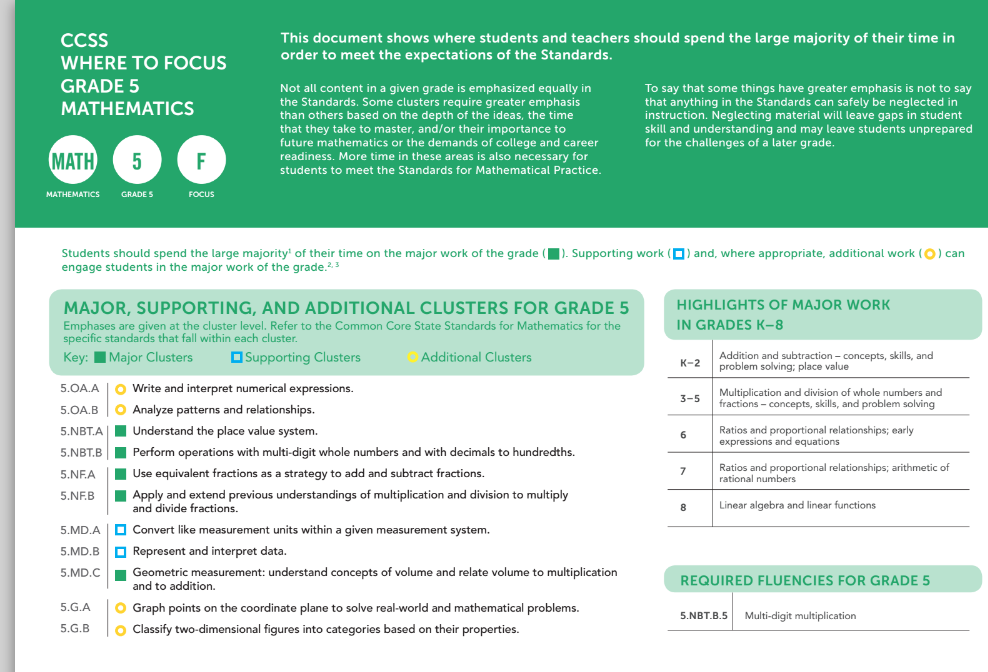 CCSS
WHERE TO FOCUS
GRADE 5
MATHEMATICS
MATH
5
F
MATHEMATICS
GRADE 5
FOCUS
This document shows where students and teachers should spend the large majority of their time in
order to meet the expectations of the Standards.
Not all content in a given grade is emphasized equally in
the Standards. Some clusters require greater emphasis
than others based on the depth of the ideas, the time
that they take to master, and/or their importance to
future mathematics or the demands of college and career
readiness. More time in these areas is also necessary for
students to meet the Standards for Mathematical Practice.
To say that some things have greater emphasis is not to say
that anything in the Standards can safely be neglected in
instruction. Neglecting material will leave gaps in student
skill and understanding and may leave students unprepared
for the challenges of a later grade.
Students should spend the large majority¹ of their time on the major work of the grade ( ). Supporting work ( ) and, where appropriate, additional work ( ) can
engage students in the major work of the grade.²,³
MAJOR, SUPPORTING, AND ADDITIONAL CLUSTERS FOR GRADE 5
Emphases are given at the cluster level. Refer to the Common Core State Standards for Mathematics for the
specific standards that fall within each cluster.
Key: Major Clusters Supporting Clusters Additional Clusters
5.OA.A Write and interpret numerical expressions.
5.OA.B Analyze patterns and relationships.
5.NBT.A Understand the place value system.
5.NBT.B Perform operations with multi-digit whole numbers and with decimals to hundredths.
5.NF.A Use equivalent fractions as a strategy to add and subtract fractions.
5.NF.B Apply and extend previous understandings of multiplication and division to multiply
and divide fractions.
5.MD.A Convert like measurement units within a given measurement system.
5.MD.B Represent and interpret data.
5.MD.C Geometric measurement: understand concepts of volume and relate volume to multiplication
and to addition.
5.G.A Graph points on the coordinate plane to solve real-world and mathematical problems.
5.G.B Classify two-dimensional figures into categories based on their properties.
HIGHLIGHTS OF MAJOR WORK
IN GRADES K–8
K–2 Addition and subtraction – concepts, skills, and
problem solving; place value
3–5 Multiplication and division of whole numbers and
fractions – concepts, skills, and problem solving
6 Ratios and proportional relationships; early
expressions and equations
7 Ratios and proportional relationships; arithmetic of
rational numbers
8 Linear algebra and linear functions
REQUIRED FLUENCIES FOR GRADE 5
5.NBT.B.5 Multi-digit multiplication